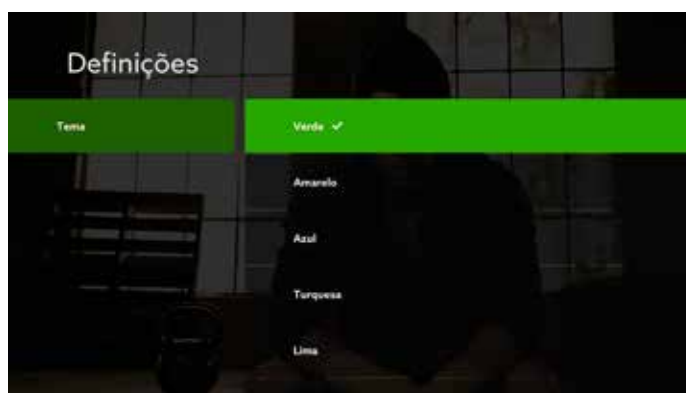 Definições
Tema
Verde ✓
Amarelo
Azul
Turquesa
Lima